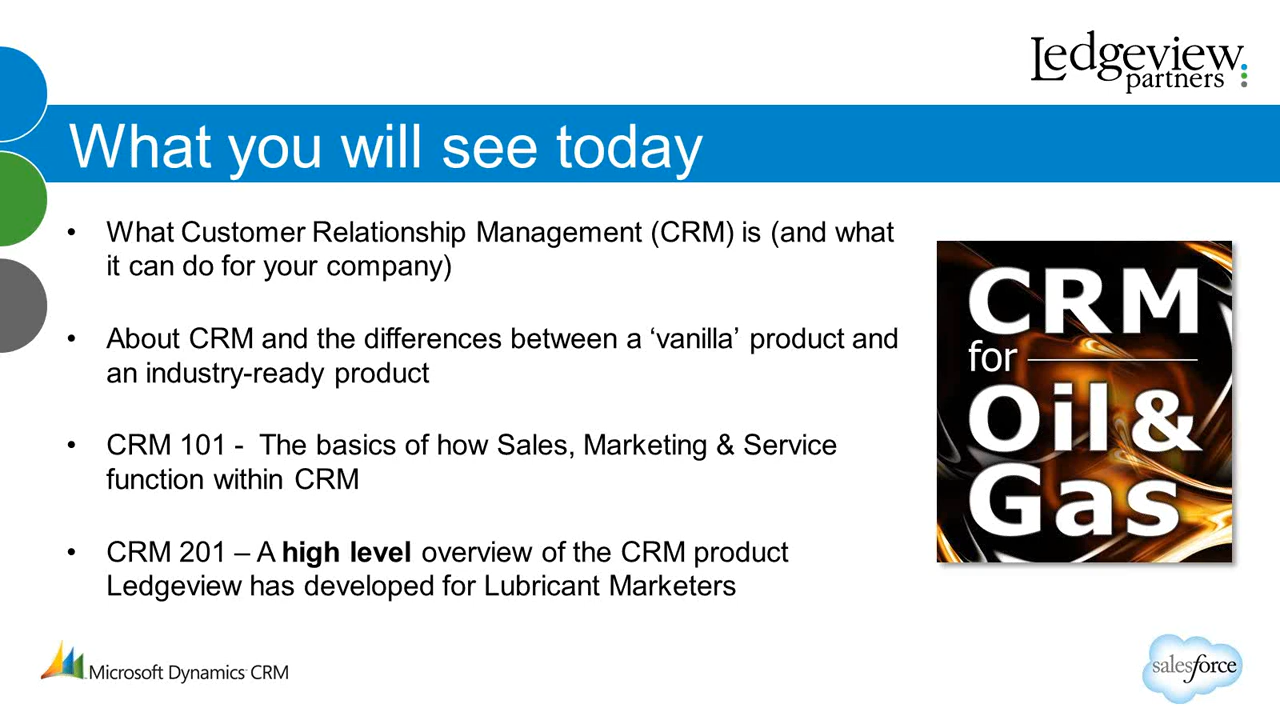 Ledgeview
partners
What you will see today
• What Customer Relationship Management (CRM) is (and what
it can do for your company)
• About CRM and the differences between a ‘vanilla’ product and
an industry-ready product
• CRM 101 - The basics of how Sales, Marketing & Service
function within CRM
• CRM 201 – A high level overview of the CRM product
Ledgeview has developed for Lubricant Marketers
CRM
for
Oil &
Gas
Microsoft Dynamics CRM
salesforce